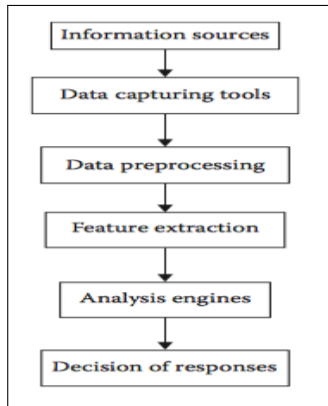 Information sources
Data capturing tools
Data preprocessing
Feature extraction
Analysis engines
Decision of responses